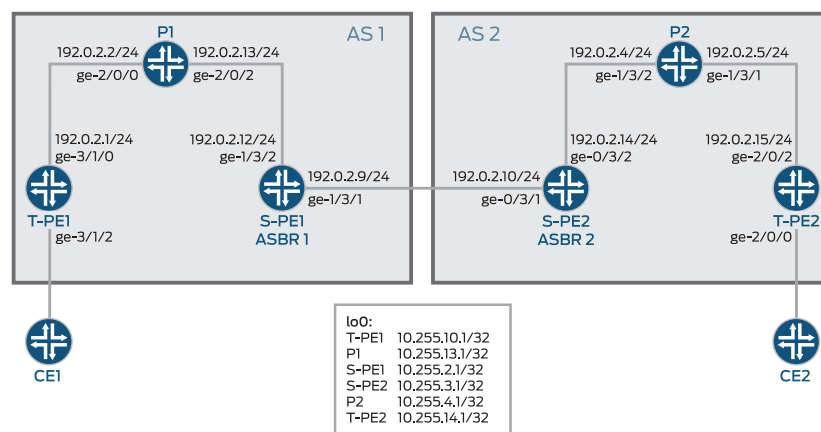 P1
AS 1
AS 2
P2
192.0.2.2/24
192.0.2.13/24
192.0.2.4/24
192.0.2.5/24
ge-2/0/0
ge-2/0/2
ge-1/3/2
ge-1/3/1
192.0.2.1/24
192.0.2.12/24
192.0.2.14/24
192.0.2.15/24
ge-3/1/0
ge-1/3/2
ge-0/3/2
ge-2/0/2
192.0.2.9/24
192.0.2.10/24
T-PE1
S-PE1
ge-1/3/1
ge-0/3/1
S-PE2
T-PE2
ge-3/1/2
ASBR 1
ASBR 2
ge-2/0/0
lo0:
T-PE1 10.255.10.1/32
P1 10.255.13.1/32
S-PE1 10.255.2.1/32
S-PE2 10.255.3.1/32
P2 10.255.4.1/32
T-PE2 10.255.14.1/32
CE1
CE2